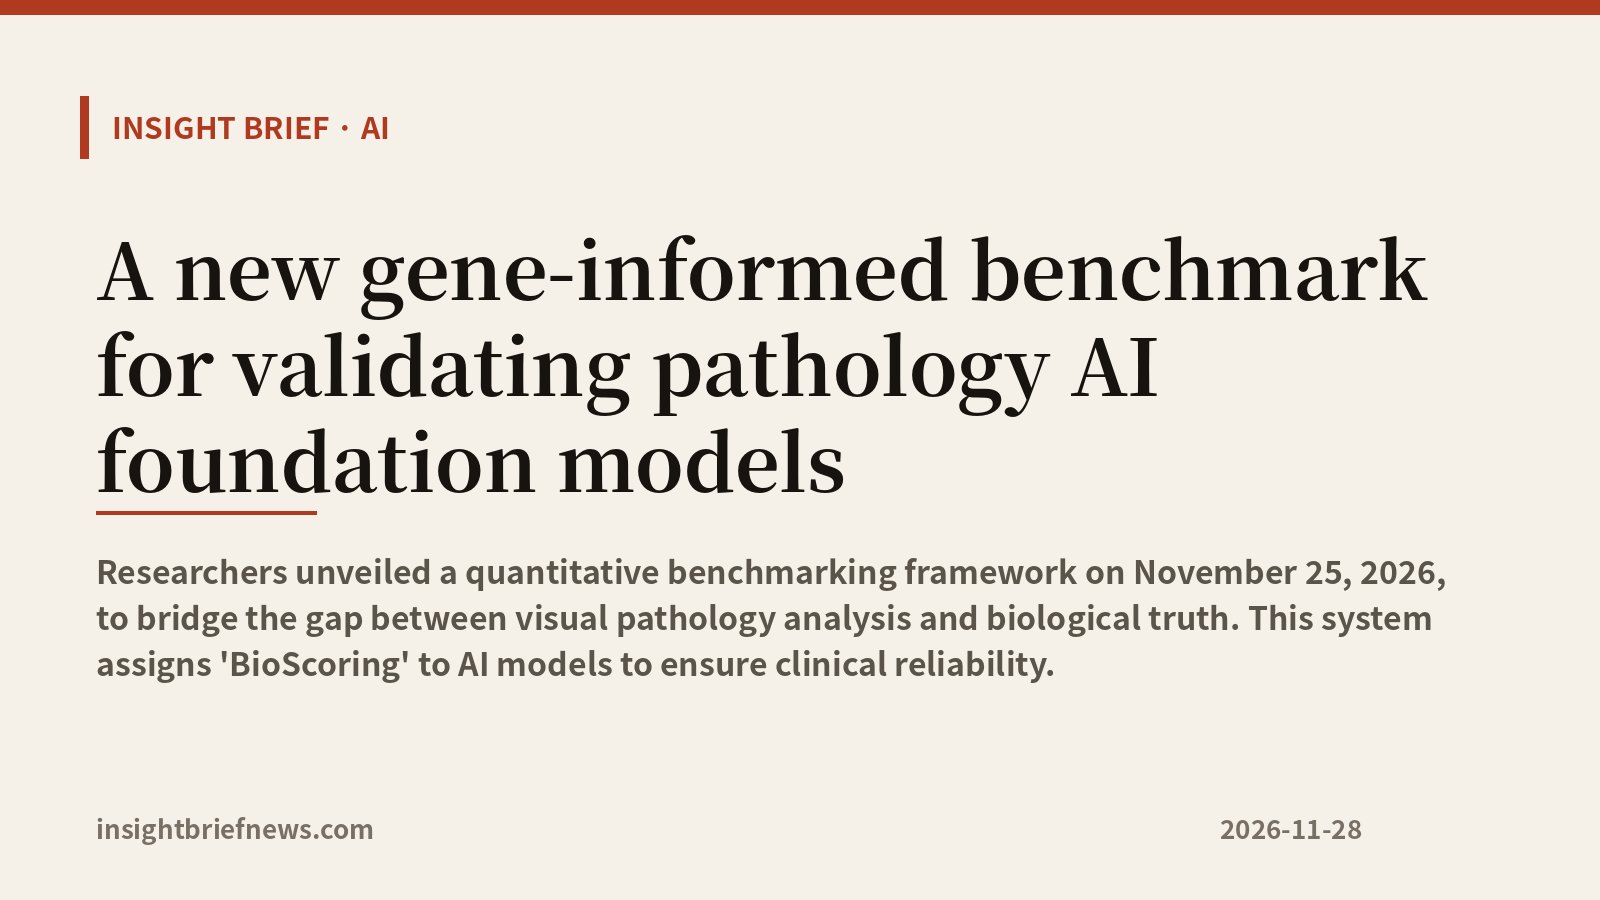 INSIGHT BRIEF · AI
A new gene-informed benchmark
for validating pathology AI
foundation models
Researchers unveiled a quantitative benchmarking framework on November 25, 2026,
to bridge the gap between visual pathology analysis and biological truth. This system
assigns 'BioScoring' to AI models to ensure clinical reliability.
insightbriefnews.com
2026-11-28